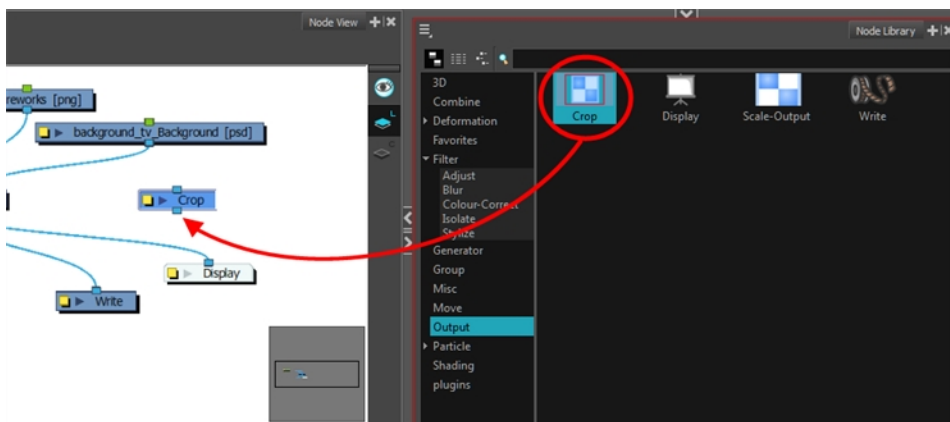 Node View
reworks [png]
background_tv_Background [psd]
L
C
Crop
Display
Write
Node Library
3D
Combine
Deformation
Favorites
Filter
Adjust
Blur
Colour-Correct
Isolate
Stylize
Generator
Group
Misc
Move
Output
Particle
Shading
plugins
Crop Display Scale-Output Write